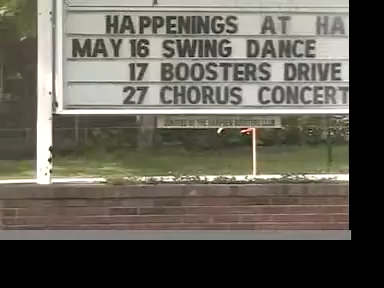 HAPPENINGS AT HA
MAY 16 SWING DANCE
17 BOOSTERS DRIVE
27 CHORUS CONCERT